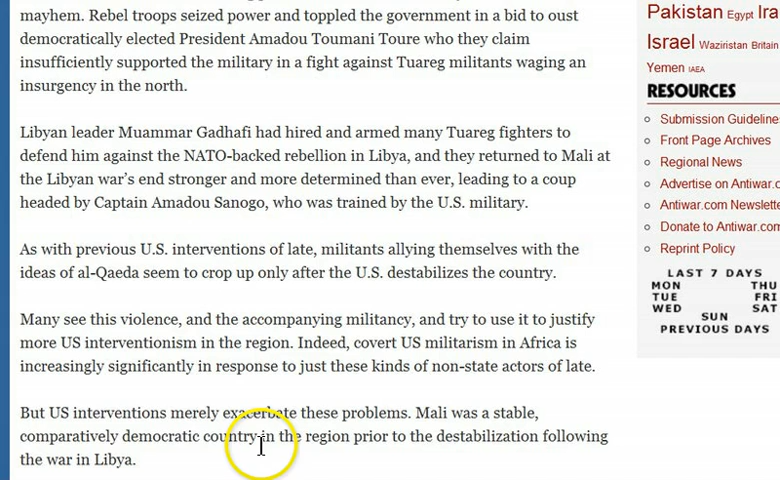 mayhem. Rebel troops seized power and toppled the government in a bid to oust
democratically elected President Amadou Toumani Toure who they claim
insufficiently supported the military in a fight against Tuareg militants waging an
insurgency in the north.
Libyan leader Muammar Gadhafi had hired and armed many Tuareg fighters to
defend him against the NATO-backed rebellion in Libya, and they returned to Mali at
the Libyan war's end stronger and more determined than ever, leading to a coup
headed by Captain Amadou Sanogo, who was trained by the U.S. military.
As with previous U.S. interventions of late, militants allying themselves with the
ideas of al-Qaeda seem to crop up only after the U.S. destabilizes the country.
Many see this violence, and the accompanying militancy, and try to use it to justify
more US interventionism in the region. Indeed, covert US militarism in Africa is
increasingly significantly in response to just these kinds of non-state actors of late.
But US interventions merely exacerbate these problems. Mali was a stable,
comparatively democratic country in the region prior to the destabilization following
the war in Libya.
Pakistan Egypt Ira
Israel Waziristan Britain
Yemen IAEA
RESOURCES
Submission Guideline
Front Page Archives
Regional News
Advertise on Antiwar.c
Antiwar.com Newslette
Donate to Antiwar.com
Reprint Policy
LAST 7 DAYS
MON THU
TUE FRI
WED SAT
SUN
PREVIOUS DAYS